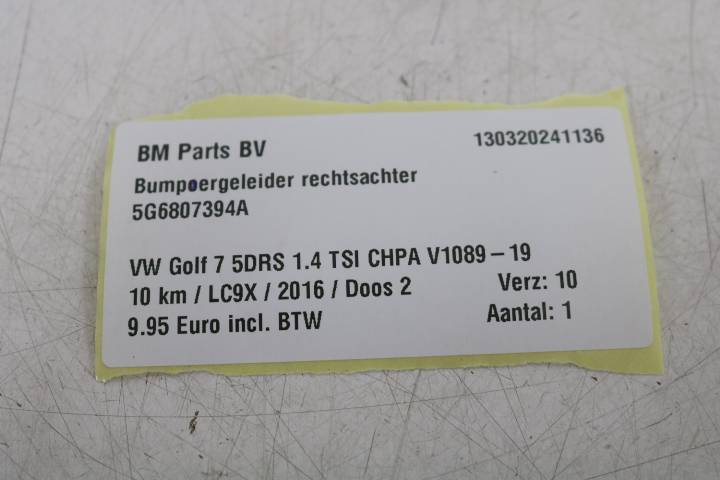 BM Parts BV 130320241136
Bumpoergeleider rechtsachter
5G6807394A
VW Golf 7 5DRS 1.4 TSI CHPA V1089 – 19
10 km / LC9X / 2016 / Doos 2 Verz: 10
9.95 Euro incl. BTW Aantal: 1